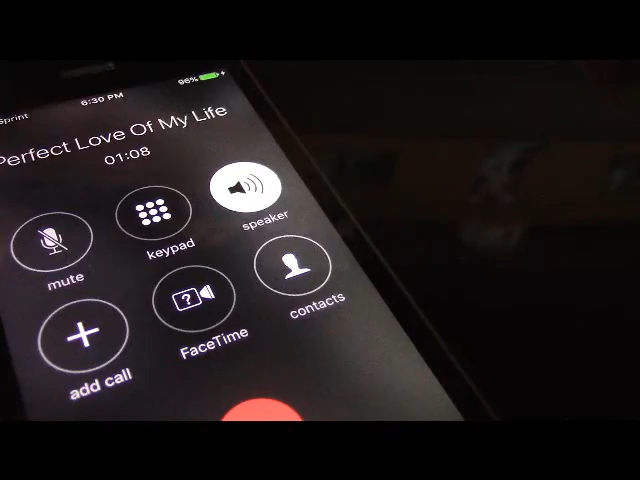 Sprint 6:30 PM 96%
Perfect Love Of My Life
01:08
mute keypad speaker
add call FaceTime contacts